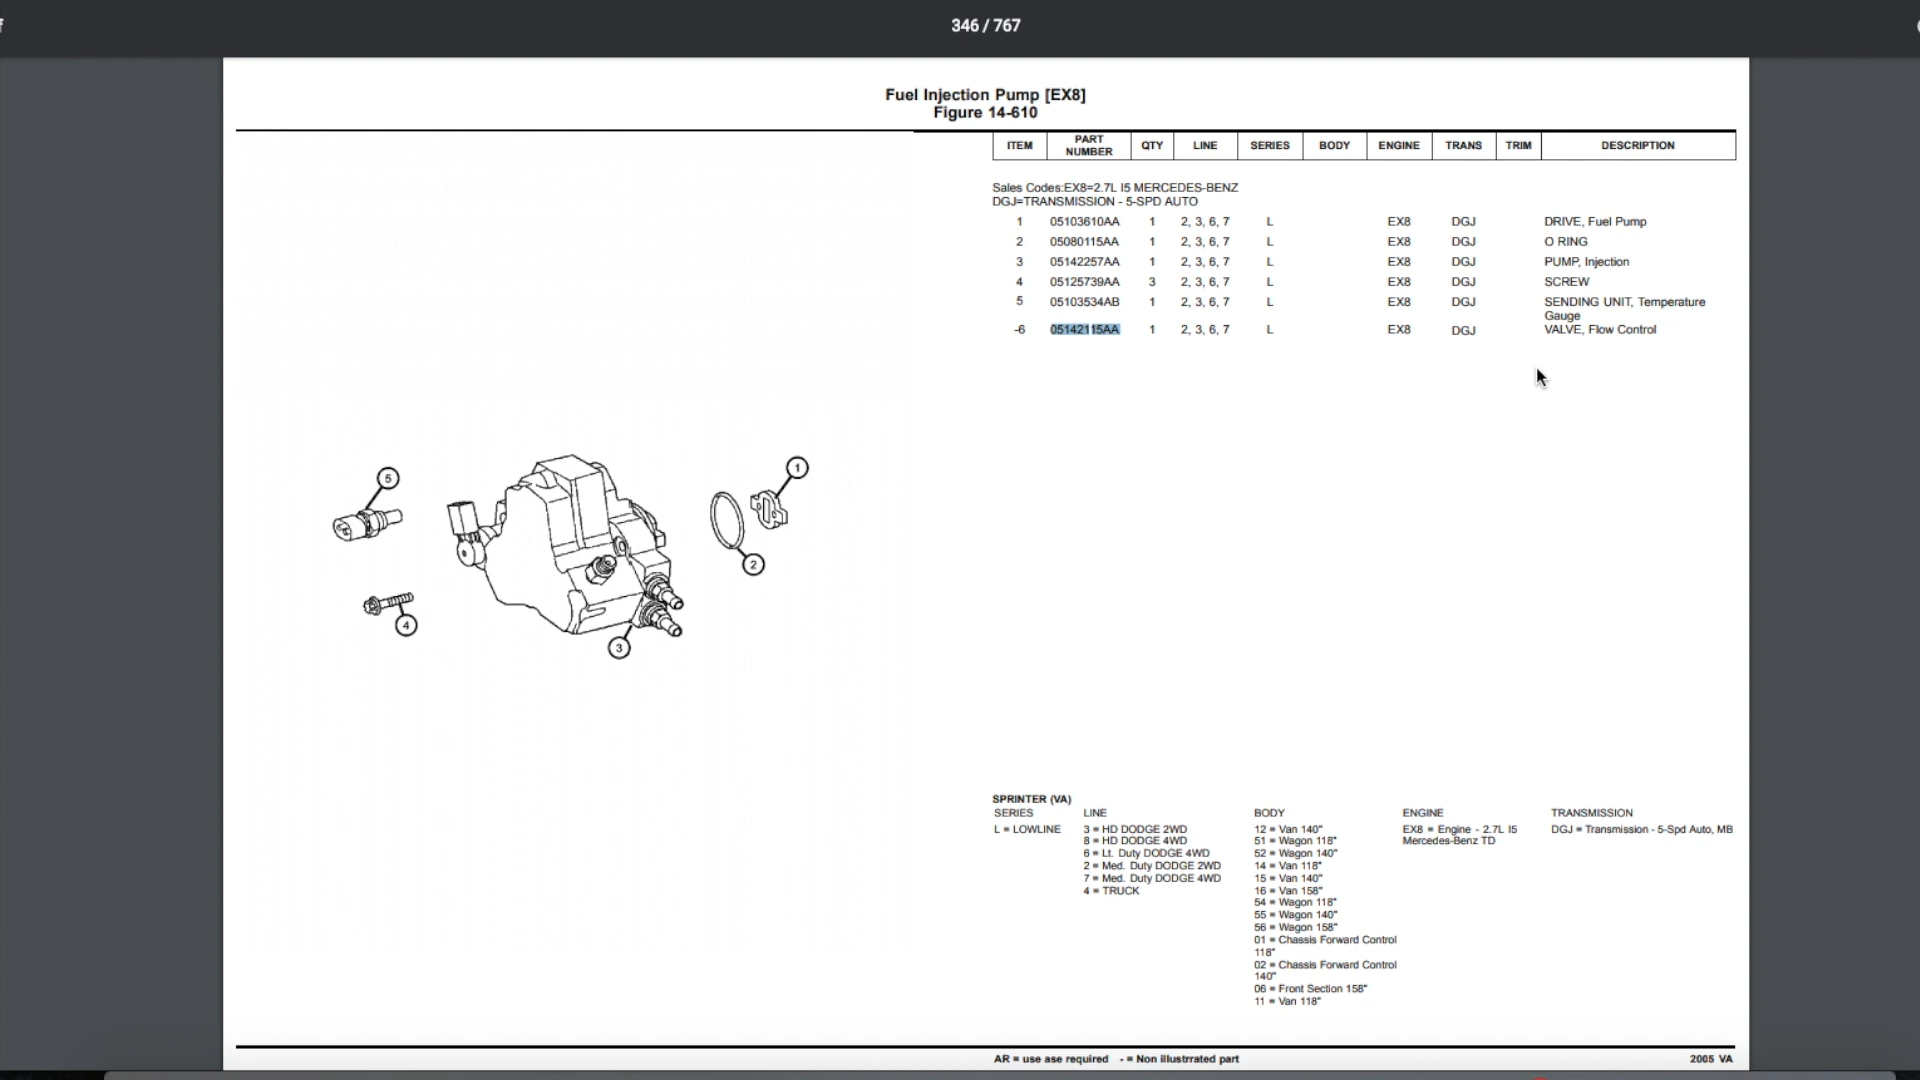 346 / 767
Fuel Injection Pump [EX8]
Figure 14-610
ITEM PART NUMBER QTY LINE SERIES BODY ENGINE TRANS TRIM DESCRIPTION
Sales Codes:EX8=2.7L I5 MERCEDES-BENZ
DGJ=TRANSMISSION - 5-SPD AUTO
1 05103610AA 1 2, 3, 6, 7 L EX8 DGJ DRIVE, Fuel Pump
2 05080115AA 1 2, 3, 6, 7 L EX8 DGJ O RING
3 05142257AA 1 2, 3, 6, 7 L EX8 DGJ PUMP, Injection
4 05125739AA 3 2, 3, 6, 7 L EX8 DGJ SCREW
5 05103534AB 1 2, 3, 6, 7 L EX8 DGJ SENDING UNIT, Temperature
Gauge
-6 05142115AA 1 2, 3, 6, 7 L EX8 DGJ VALVE, Flow Control
1
5
2
4
3
SPRINTER (VA)
SERIES
L = LOWLINE
LINE
3 = HD DODGE 2WD
8 = HD DODGE 4WD
6 = Lt. Duty DODGE 4WD
2 = Med. Duty DODGE 2WD
7 = Med. Duty DODGE 4WD
4 = TRUCK
BODY
12 = Van 140"
51 = Wagon 118"
52 = Wagon 140"
14 = Van 118"
15 = Van 140"
16 = Van 158"
54 = Wagon 118"
55 = Wagon 140"
56 = Wagon 158"
01 = Chassis Forward Control
118"
02 = Chassis Forward Control
140"
06 = Front Section 158"
11 = Van 118"
ENGINE
EX8 = Engine - 2.7L I5
Mercedes-Benz TD
TRANSMISSION
DGJ = Transmission - 5-Spd Auto, MB
AR = use ase required - = Non illustrrated part
2005 VA